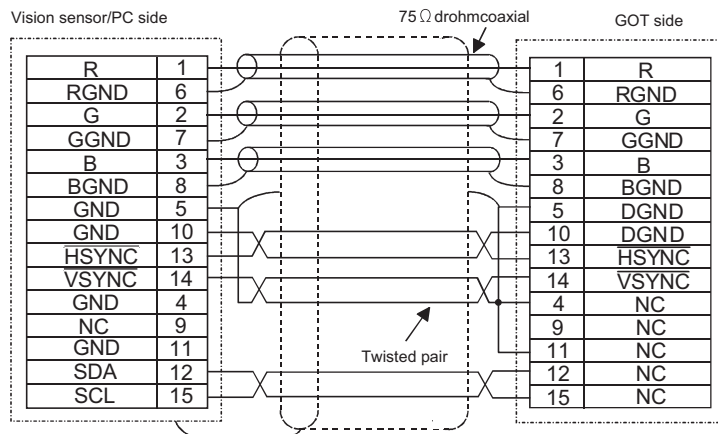 Vision sensor/PC side
75Ω drohmcoaxial
GOT side
R 1
RGND 6
G 2
GGND 7
B 3
BGND 8
GND 5
GND 10
HSYNC 13
VSYNC 14
GND 4
NC 9
GND 11
SDA 12
SCL 15
1 R
6 RGND
2 G
7 GGND
3 B
8 BGND
5 DGND
10 DGND
13 HSYNC
14 VSYNC
4 NC
9 NC
11 NC
12 NC
15 NC
Twisted pair